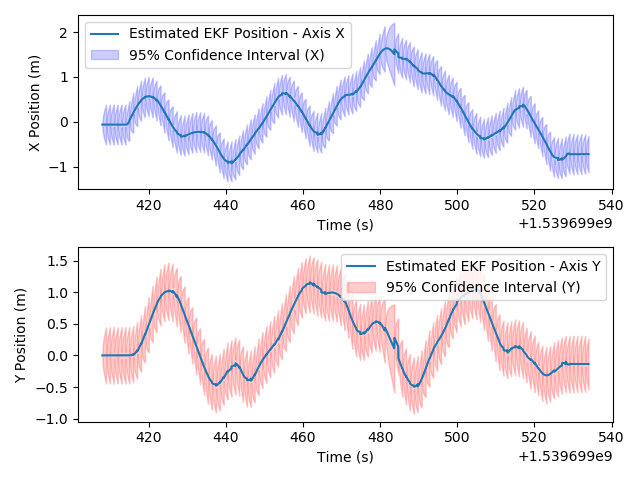 Estimated EKF Position - Axis X
95% Confidence Interval (X)
X Position (m)
2
1
0
−1
420 440 460 480 500 520 540
Time (s)
+1.539699e9
Estimated EKF Position - Axis Y
95% Confidence Interval (Y)
Y Position (m)
1.5
1.0
0.5
0.0
−0.5
−1.0
420 440 460 480 500 520 540
Time (s)
+1.539699e9